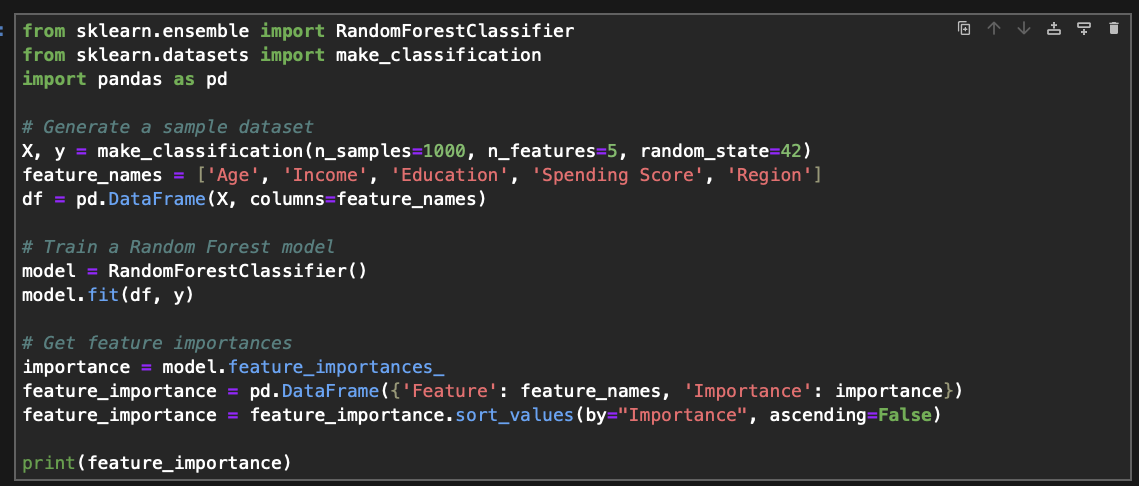 from sklearn.ensemble import RandomForestClassifier
from sklearn.datasets import make_classification
import pandas as pd
# Generate a sample dataset
X, y = make_classification(n_samples=1000, n_features=5, random_state=42)
feature_names = ['Age', 'Income', 'Education', 'Spending Score', 'Region']
df = pd.DataFrame(X, columns=feature_names)
# Train a Random Forest model
model = RandomForestClassifier()
model.fit(df, y)
# Get feature importances
importance = model.feature_importances_
feature_importance = pd.DataFrame({'Feature': feature_names, 'Importance': importance})
feature_importance = feature_importance.sort_values(by="Importance", ascending=False)
print(feature_importance)